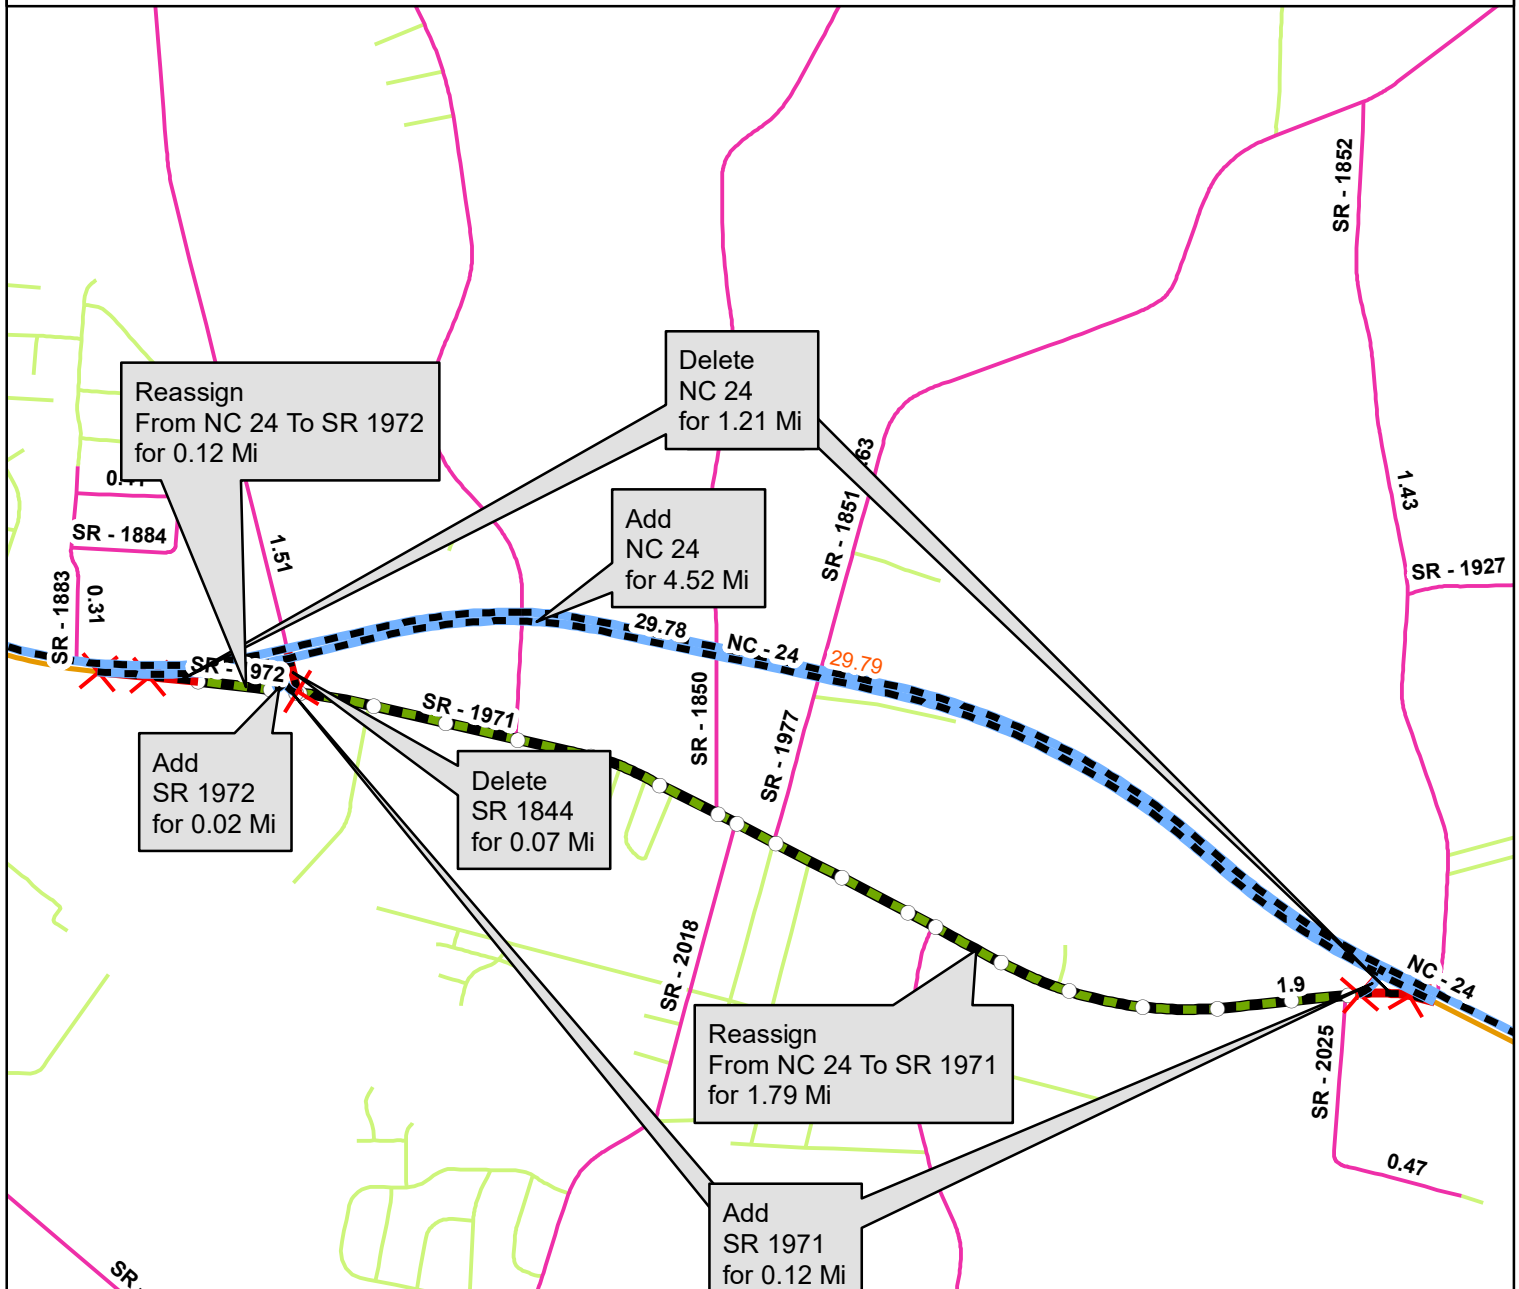 SR - 1852
Delete
NC 24
for 1.21 Mi
Reassign
From NC 24 To SR 1972
for 0.12 Mi
.63
1.43
SR - 1884
Add
NC 24
for 4.52 Mi
SR - 1851
1.51
SR - 1927
SR - 1883
0.31
29.78
NC - 24
29.79
SR - 1972
SR - 1971
SR - 1850
SR - 1977
Add
SR 1972
for 0.02 Mi
Delete
SR 1844
for 0.07 Mi
SR - 2018
1.9
NC - 24
Reassign
From NC 24 To SR 1971
for 1.79 Mi
SR - 2025
0.47
Add
SR 1971
for 0.12 Mi
SR